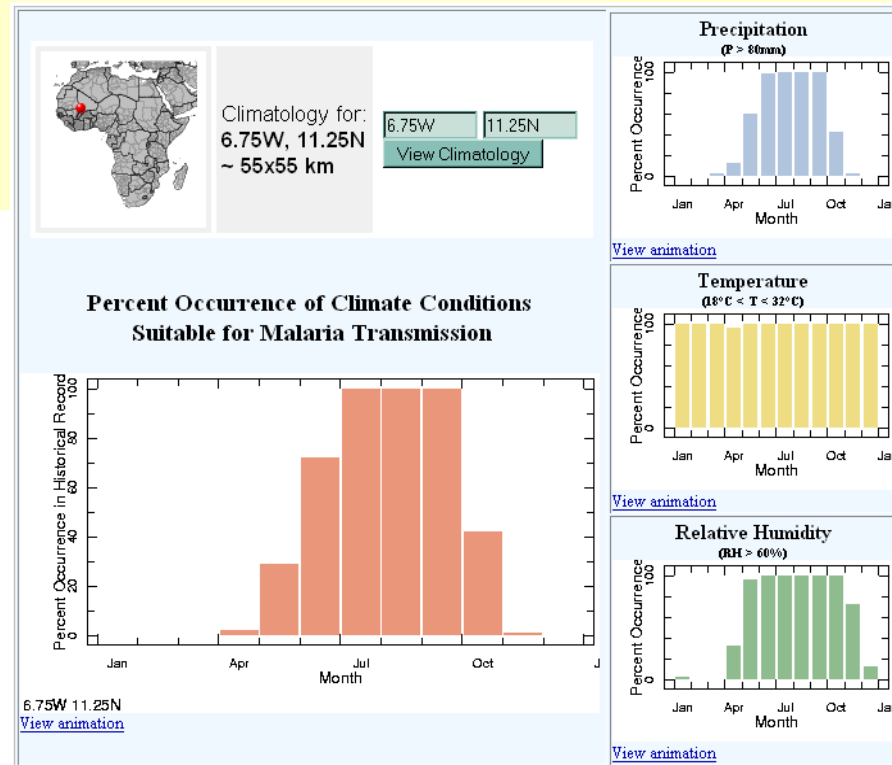 Climatology for:
6.75W, 11.25N
~ 55x55 km
6.75W 11.25N
View Climatology
Percent Occurrence of Climate Conditions
Suitable for Malaria Transmission
Percent Occurrence in Historical Record
100
80
60
40
20
0
Jan Apr Jul Oct J
Month
6.75W 11.25N
View animation
Precipitation
(P > 80mm)
Percent Occurrence
100
0
Jan Apr Jul Oct Ja
Month
View animation
Temperature
(18°C < T < 32°C)
Percent Occurrence
100
0
Jan Apr Jul Oct Ja
Month
View animation
Relative Humidity
(RH > 60%)
Percent Occurrence
100
0
Jan Apr Jul Oct Ja
Month
View animation